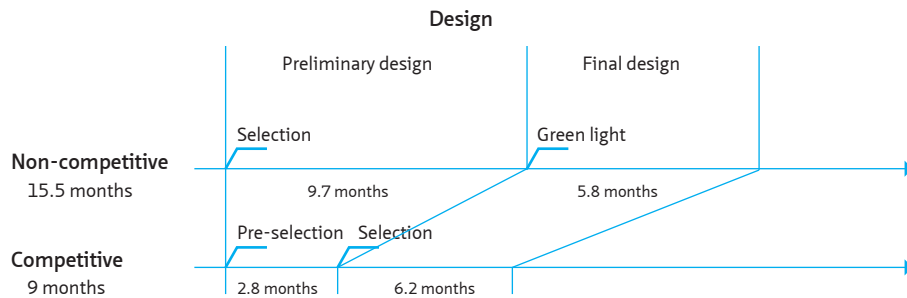 Design
Preliminary design
Final design
Selection
Green light
Non-competitive
15.5 months
9.7 months
5.8 months
Pre-selection
Selection
Competitive
9 months
2.8 months
6.2 months